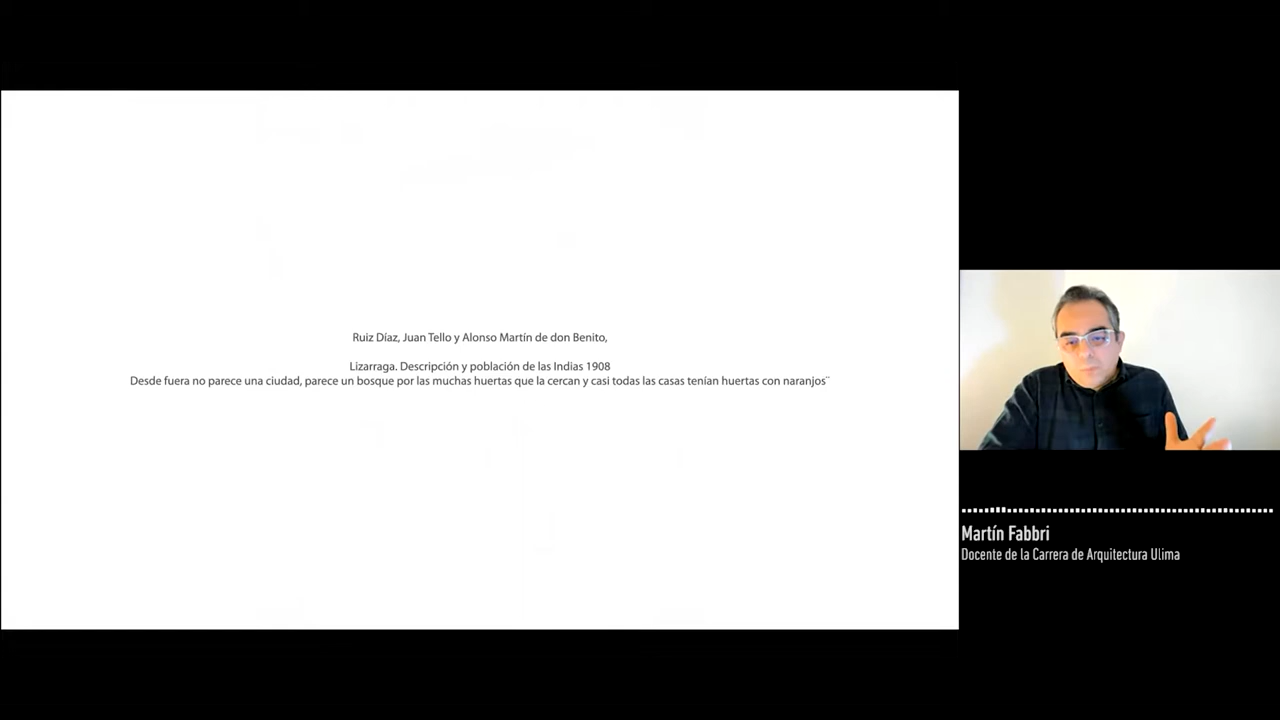 Ruiz Díaz, Juan Tello y Alonso Martín de don Benito,
Lizarraga. Descripción y población de las Indias 1908
Desde fuera no parece una ciudad, parece un bosque por las muchas huertas que la cercan y casi todas las casas tenían huertas con naranjos¨
Martín Fabbri
Docente de la Carrera de Arquitectura Ulima